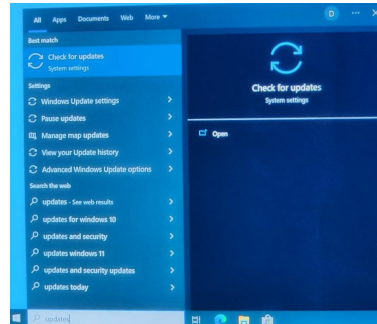 All Apps Documents Web More D
Best match
Check for updates
System settings
Settings
Windows Update settings
Pause updates
Manage map updates
View your Update history
Advanced Windows Update options
Search the web
updates - See web results
updates for windows 10
updates and security
updates windows 11
updates and security updates
updates today
updates
Check for updates
System settings
Open